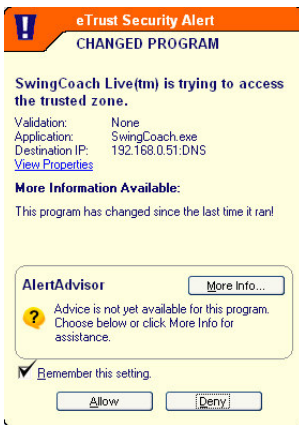 eTrust Security Alert
CHANGED PROGRAM
SwingCoach Live(tm) is trying to access
the trusted zone.
Validation: None
Application: SwingCoach.exe
Destination IP: 192.168.0.51:DNS
View Properties
More Information Available:
This program has changed since the last time it ran!
AlertAdvisor
More Info...
Advice is not yet available for this program.
Choose below or click More Info for
assistance.
Remember this setting.
Allow Deny